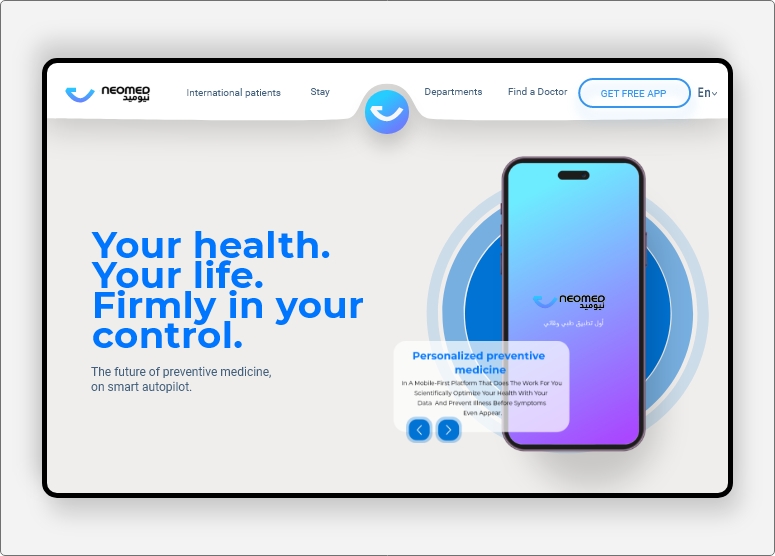 NEOMED
نيوميد
International patients
Stay
Departments
Find a Doctor
GET FREE APP
En
Your health.
Your life.
Firmly in your
control.
The future of preventive medicine,
on smart autopilot.
NEOMED
نيوميد
أول تطبيق طبي وقائي
Personalized preventive
medicine
In A Mobile-First Platform That Does The Work For You
Scientifically Optimize Your Health With Your
Data And Prevent Illness Before Symptoms
Even Appear.